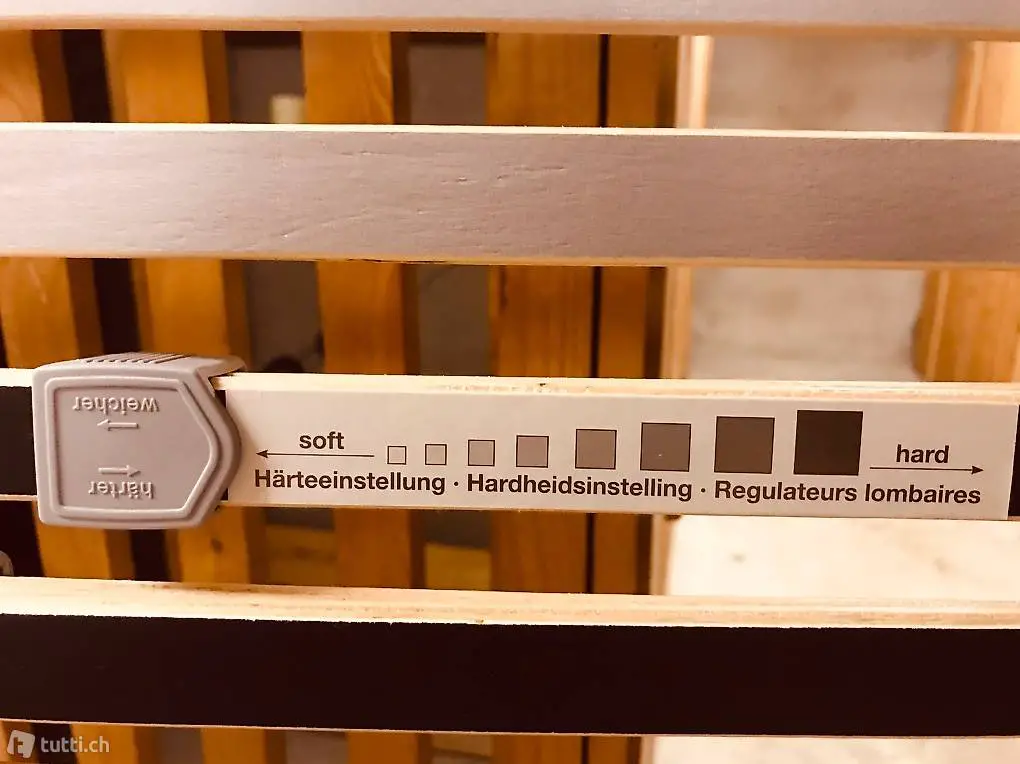 weicher
härter
soft
hard
Härteeinstellung · Hardheidsinstelling · Regulateurs lombaires
tutti.ch